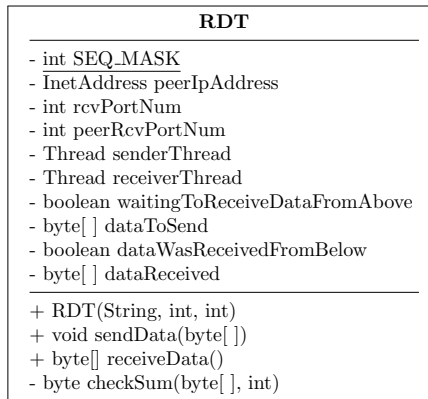 RDT
- int SEQ_MASK
- InetAddress peerIpAddress
- int rcvPortNum
- int peerRcvPortNum
- Thread senderThread
- Thread receiverThread
- boolean waitingToReceiveDataFromAbove
- byte[ ] dataToSend
- boolean dataWasReceivedFromBelow
- byte[ ] dataReceived
+ RDT(String, int, int)
+ void sendData(byte[ ])
+ byte[] receiveData()
- byte checkSum(byte[ ], int)